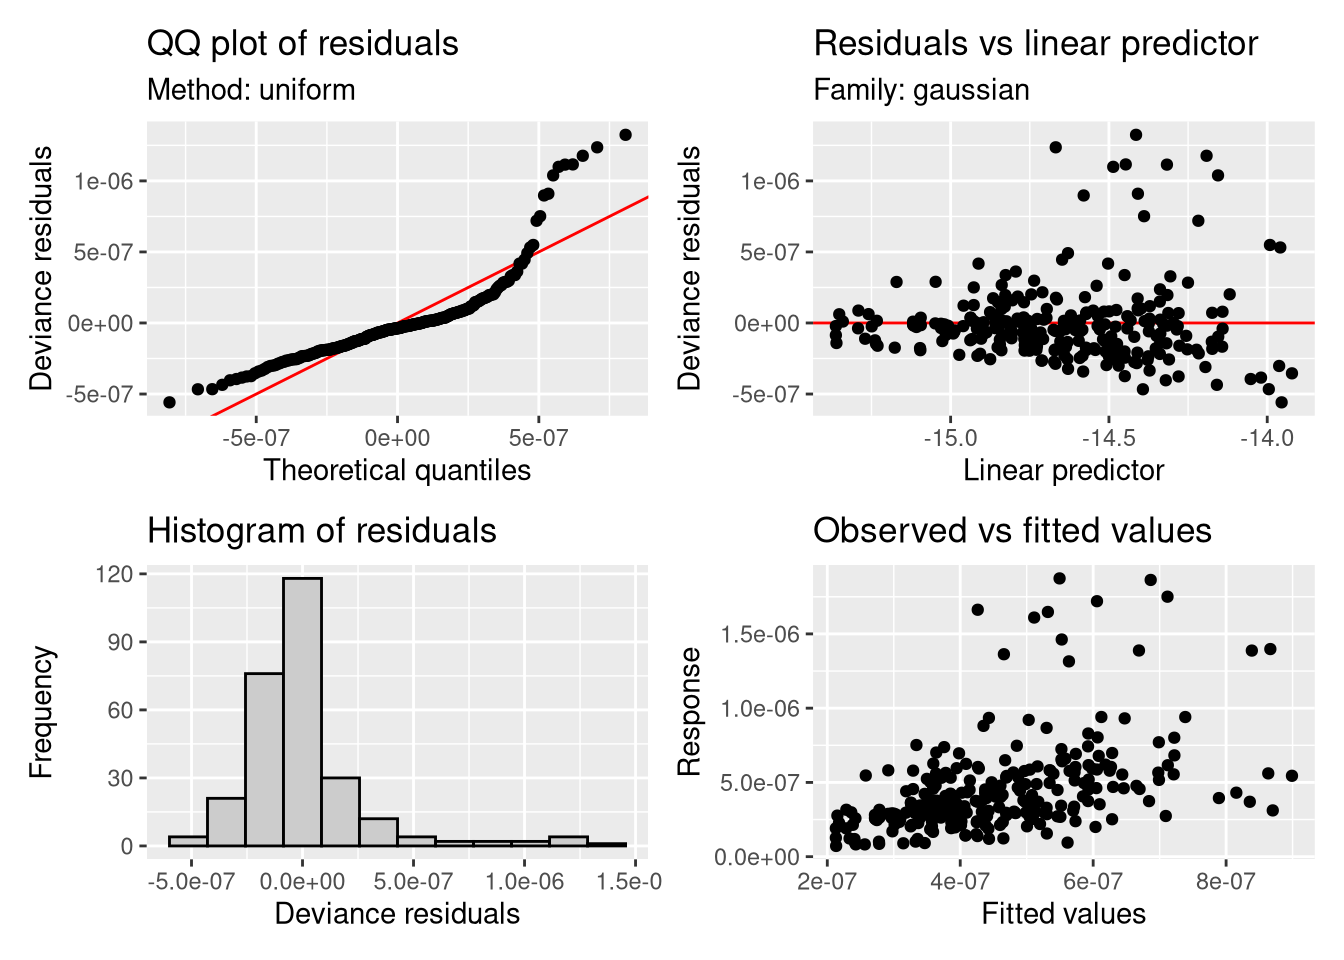 QQ plot of residuals
Method: uniform
Deviance residuals
1e-06
5e-07
0e+00
-5e-07
-5e-07
0e+00
5e-07
Theoretical quantiles
Residuals vs linear predictor
Family: gaussian
Deviance residuals
1e-06
5e-07
0e+00
-5e-07
-15.0
-14.5
-14.0
Linear predictor
Histogram of residuals
Frequency
120
90
60
30
0
-5.0e-07
0.0e+00
5.0e-07
1.0e-06
1.5e-0
Deviance residuals
Observed vs fitted values
Response
1.5e-06
1.0e-06
5.0e-07
0.0e+00
2e-07
4e-07
6e-07
8e-07
Fitted values